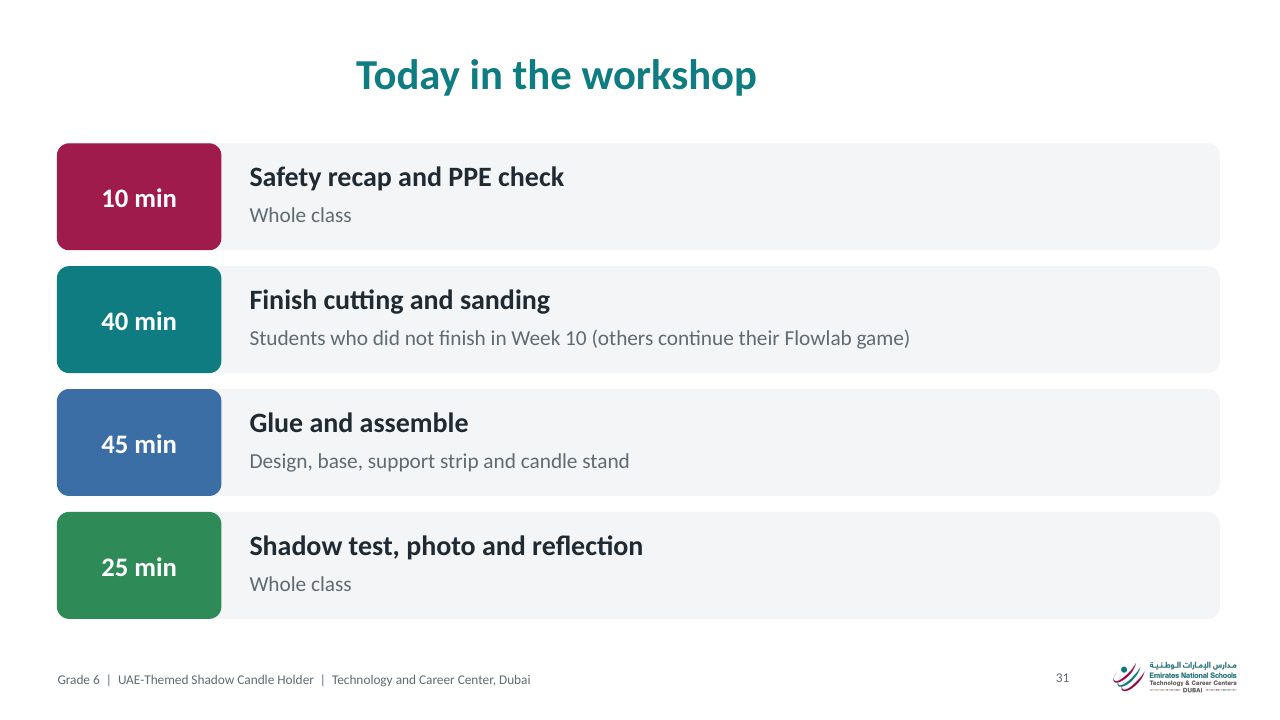 Today in the workshop
10 min
Safety recap and PPE check
Whole class
40 min
Finish cutting and sanding
Students who did not finish in Week 10 (others continue their Flowlab game)
45 min
Glue and assemble
Design, base, support strip and candle stand
25 min
Shadow test, photo and reflection
Whole class
Grade 6 | UAE-Themed Shadow Candle Holder | Technology and Career Center, Dubai
31
مدارس الإمارات الوطنية
Emirates National Schools
Technology & Career Centers
DUBAI